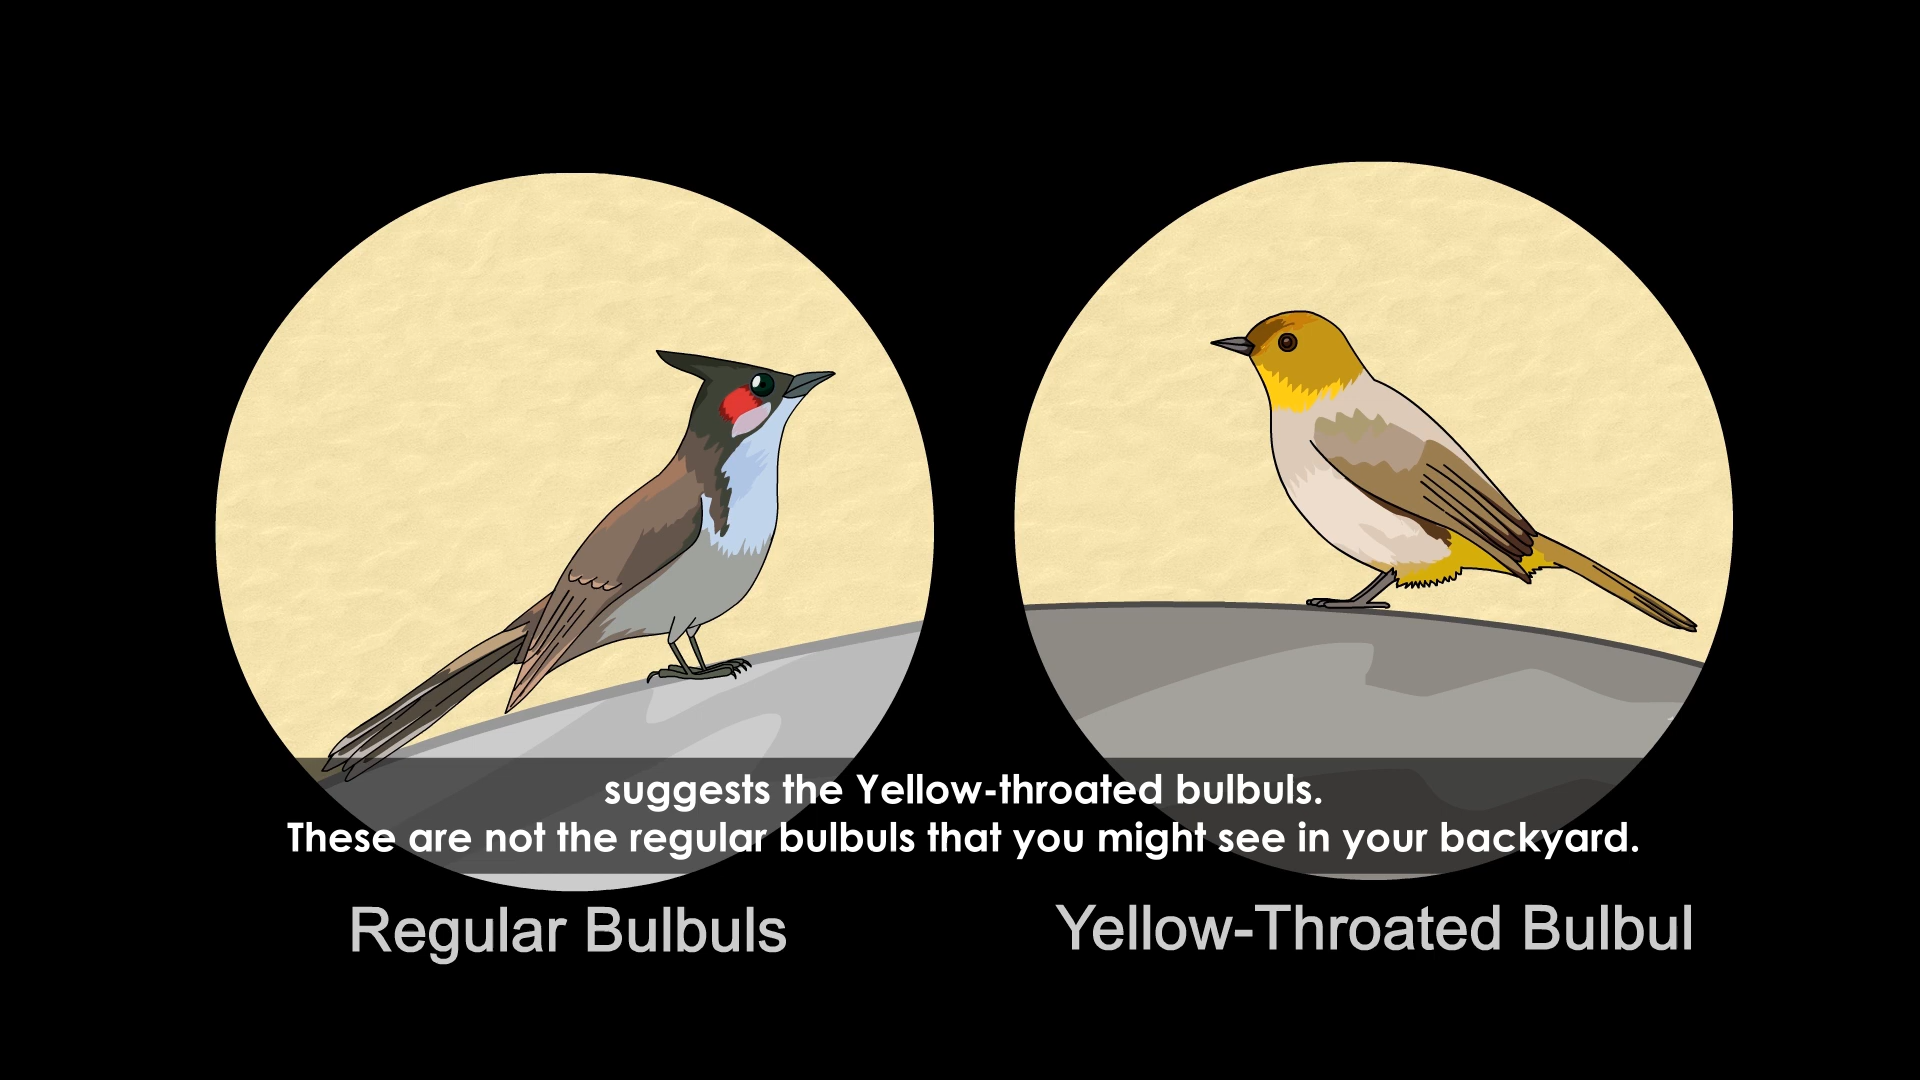 suggests the Yellow-throated bulbuls.
These are not the regular bulbuls that you might see in your backyard.
Regular Bulbuls
Yellow-Throated Bulbul